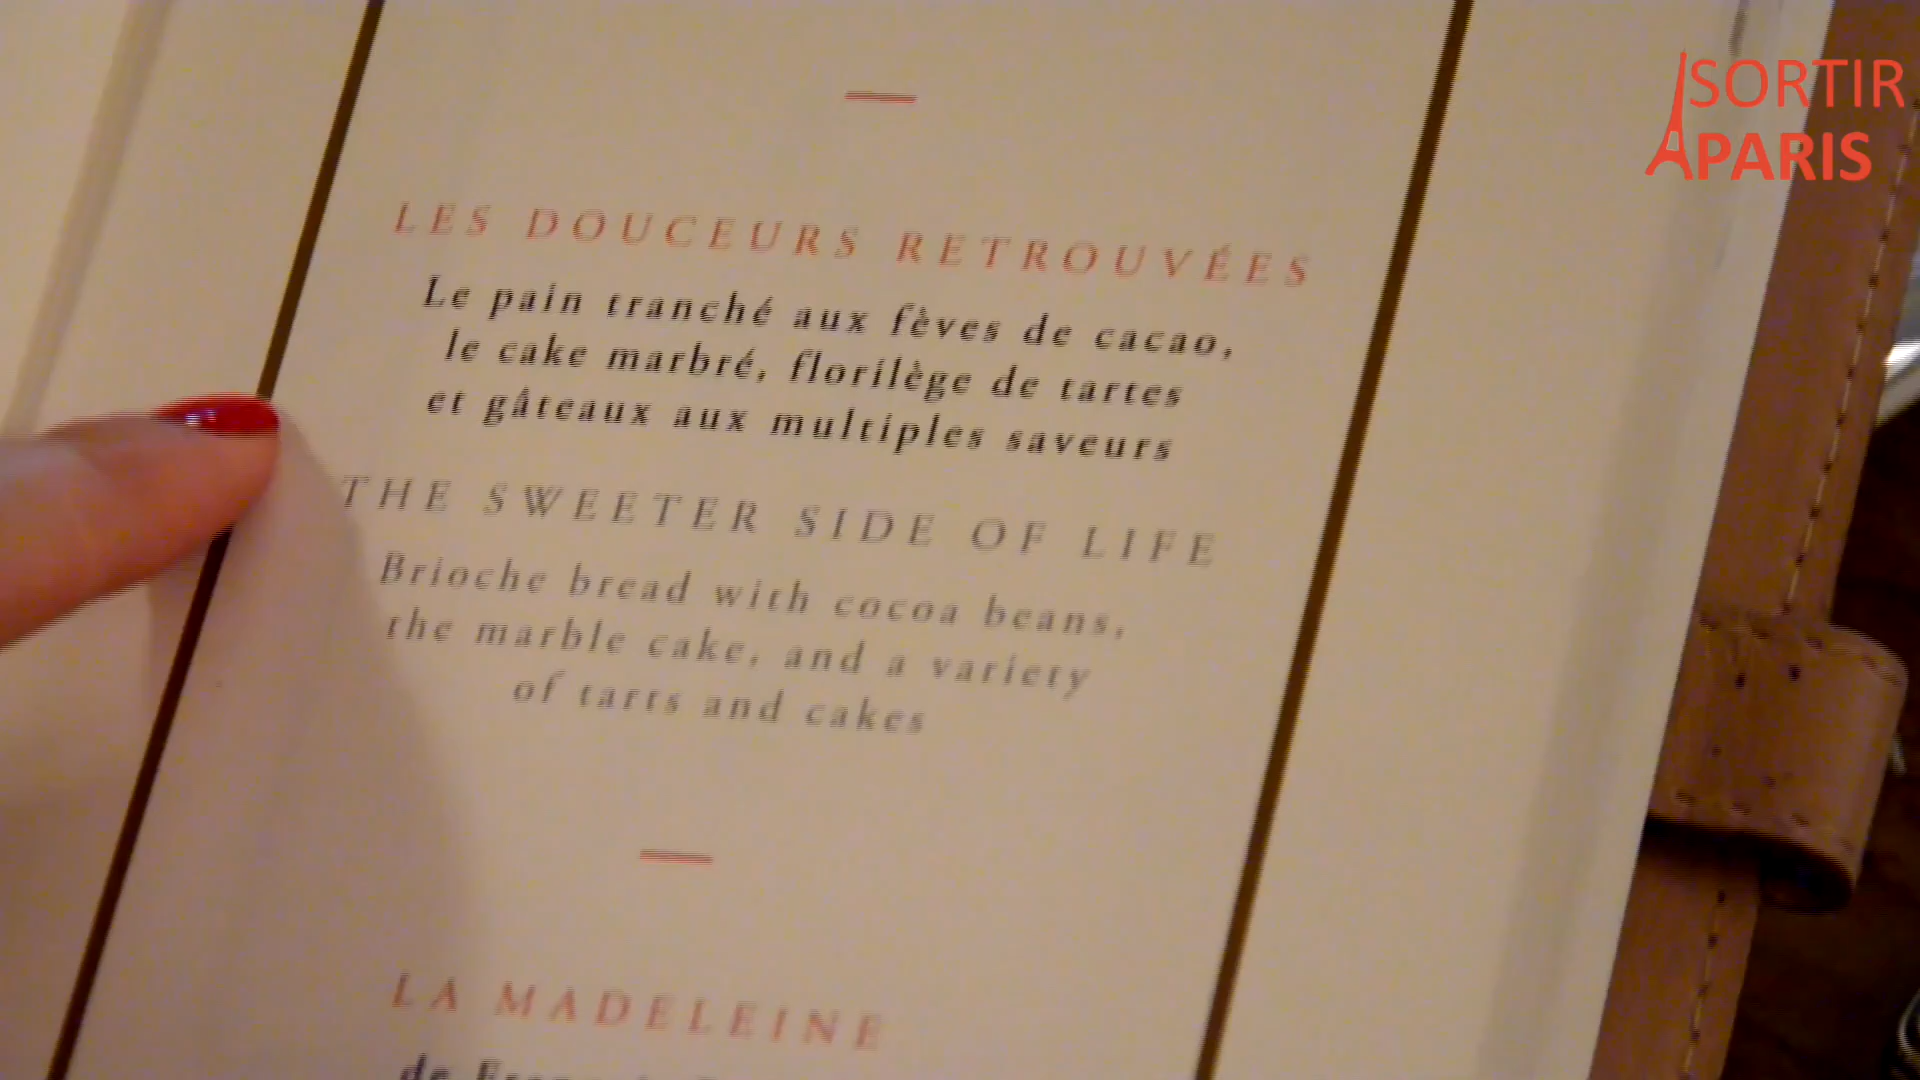 SORTIR
APARIS
LES DOUCEURS RETROUVÉES
Le pain tranché aux fèves de cacao,
le cake marbré, florilège de tartes
et gâteaux aux multiples saveurs
THE SWEETER SIDE OF LIFE
Brioche bread with cocoa beans,
the marble cake, and a variety
of tarts and cakes
LA MADELEINE
de